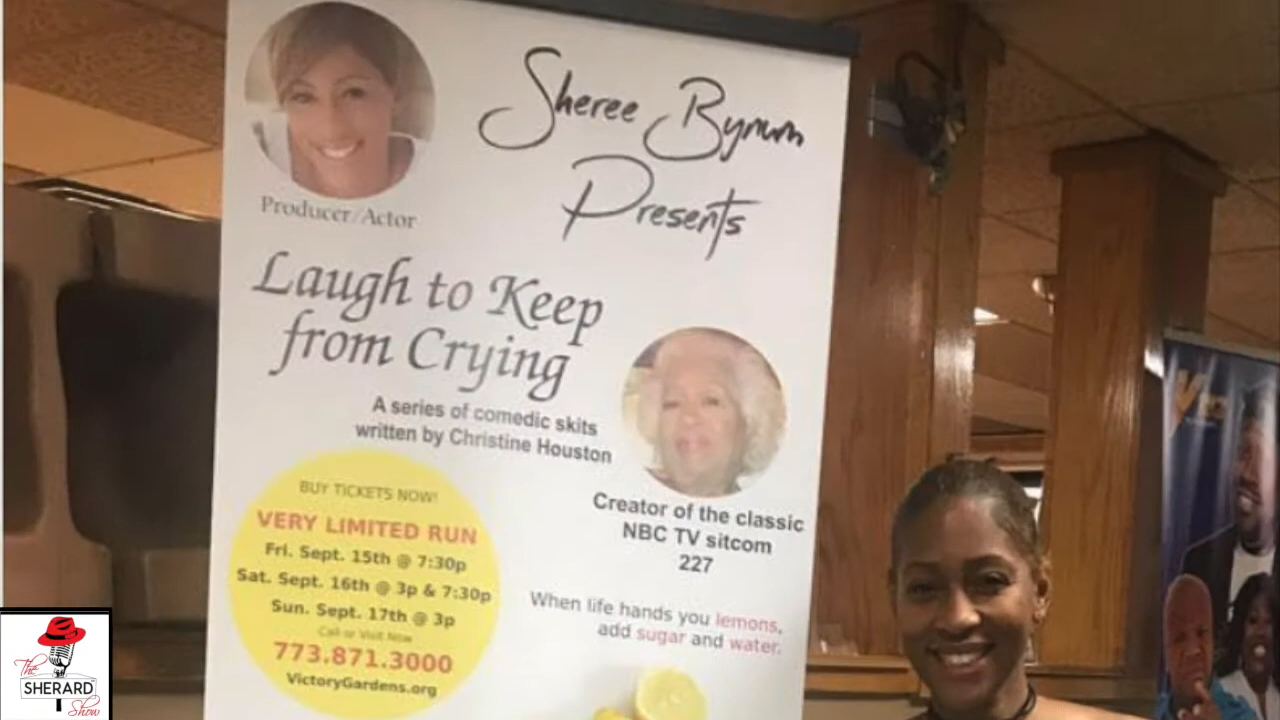 Sheree Bynum
Presents
Producer/Actor
Laugh to Keep
from Crying
A series of comedic skits
written by Christine Houston
Creator of the classic
NBC TV sitcom
227
BUY TICKETS NOW!
VERY LIMITED RUN
Fri. Sept. 15th @ 7:30p
Sat. Sept. 16th @ 3p & 7:30p
Sun. Sept. 17th @ 3p
Call or Visit Now
773.871.3000
VictoryGardens.org
When life hands you lemons,
add sugar and water.
The
SHERARD
Show